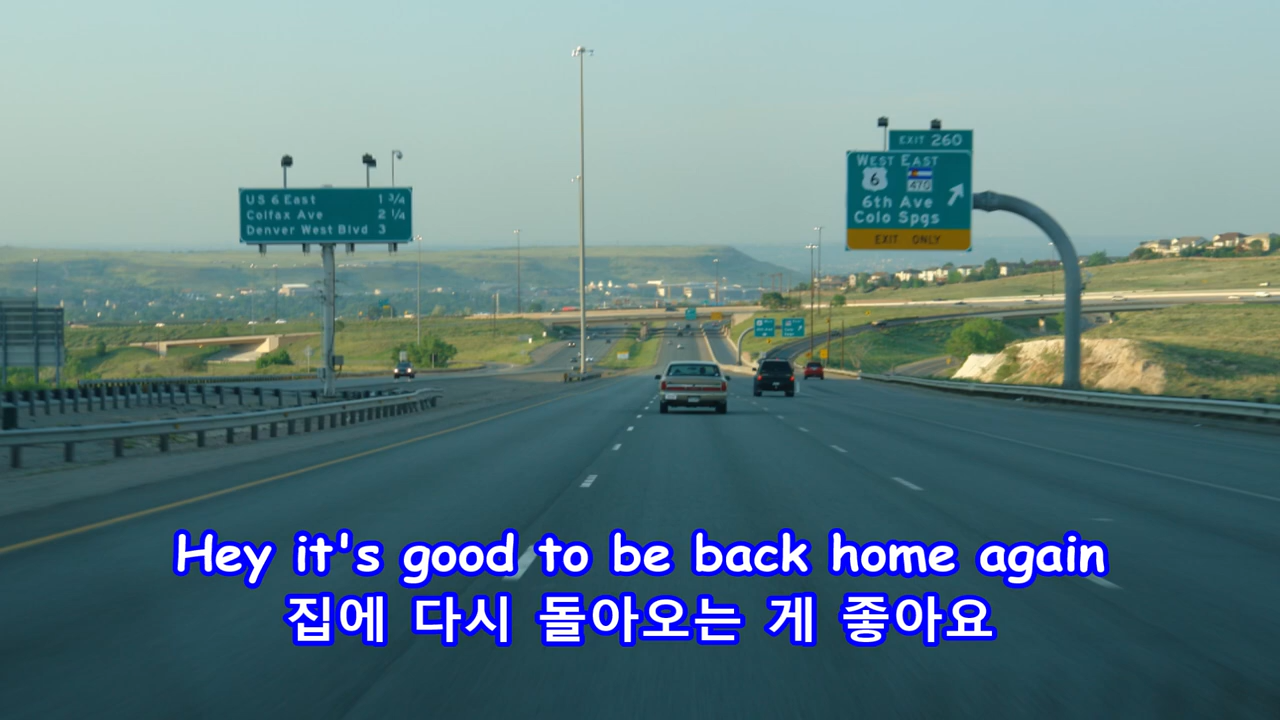 US 6 East 1 3/4
Colfax Ave 2 1/4
Denver West Blvd 3
EXIT 260
WEST EAST
6 470
6th Ave
Colo Spgs
EXIT ONLY
Hey it's good to be back home again
집에 다시 돌아오는 게 좋아요